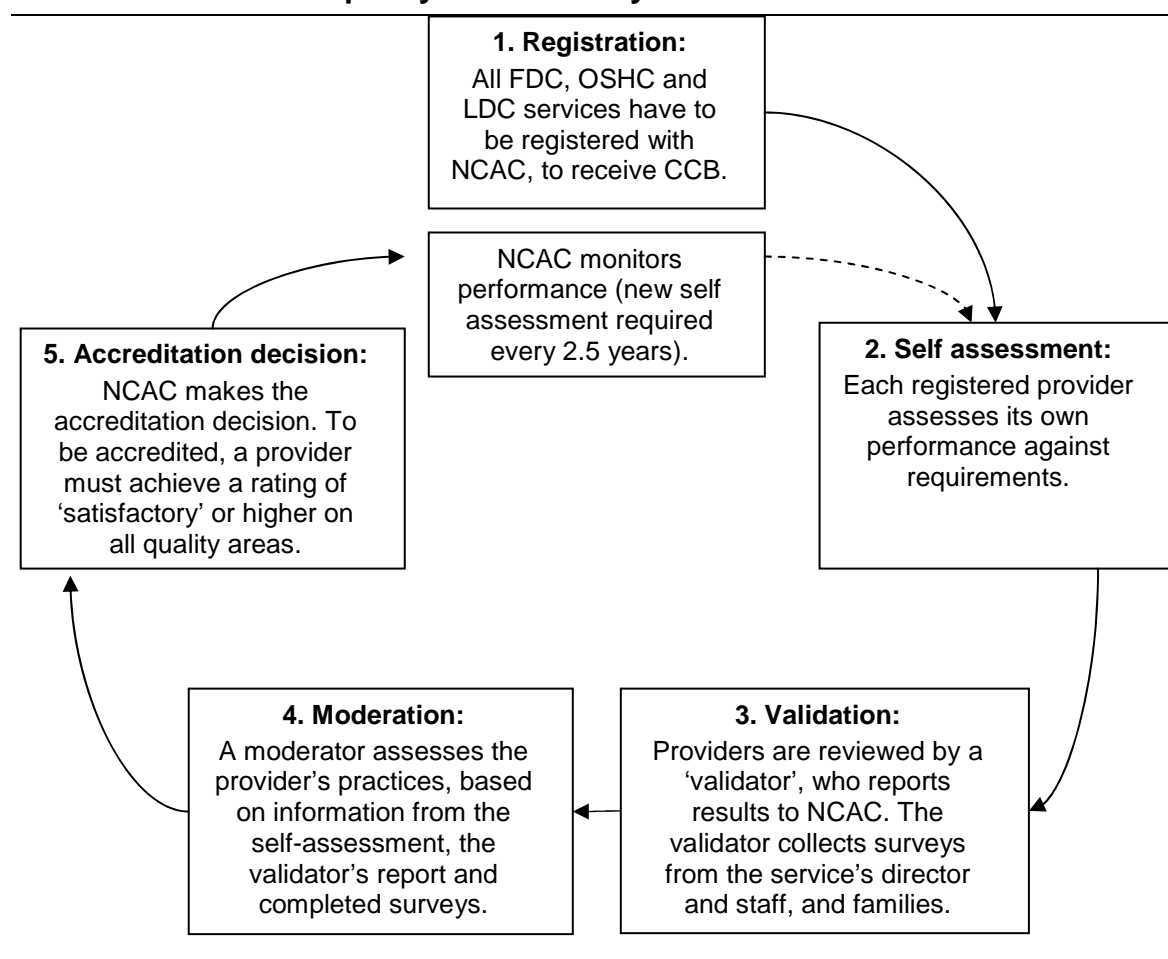 1. Registration:
All FDC, OSHC and
LDC services have to
be registered with
NCAC, to receive CCB.
NCAC monitors
performance (new self
assessment required
every 2.5 years).
2. Self assessment:
Each registered provider
assesses its own
performance against
requirements.
3. Validation:
Providers are reviewed by a
‘validator’, who reports
results to NCAC. The
validator collects surveys
from the service’s director
and staff, and families.
4. Moderation:
A moderator assesses the
provider’s practices, based
on information from the
self-assessment, the
validator’s report and
completed surveys.
5. Accreditation decision:
NCAC makes the
accreditation decision. To
be accredited, a provider
must achieve a rating of
‘satisfactory’ or higher on
all quality areas.